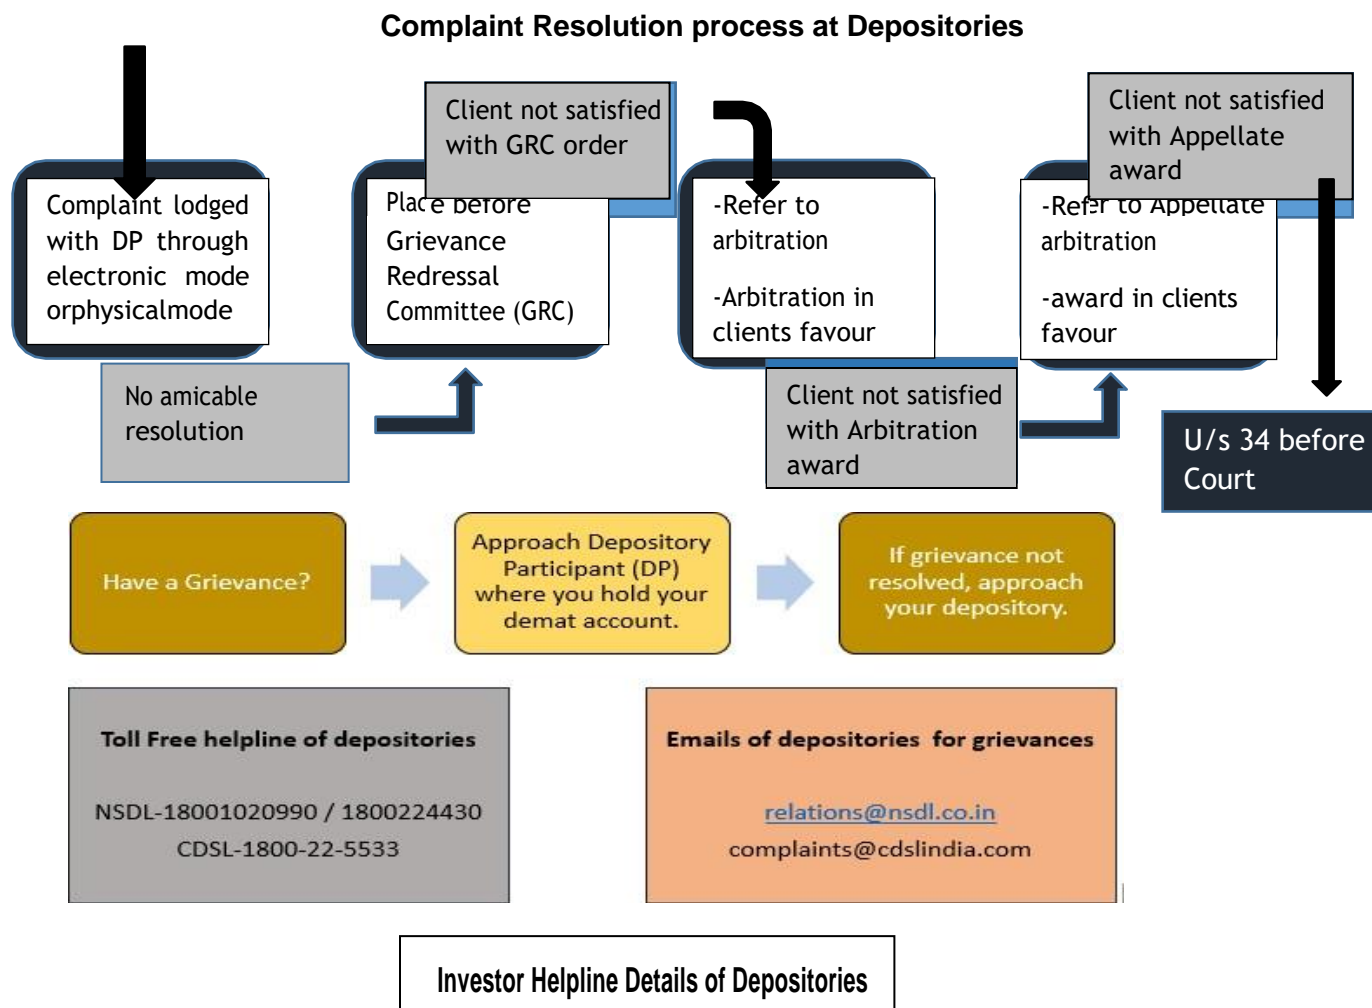 Complaint Resolution process at Depositories
Client not satisfied
with GRC order
Client not satisfied
with Appellate
award
Complaint lodged
with DP through
electronic mode
orphysicalmode
Place before
Grievance
Redressal
Committee (GRC)
-Refer to
arbitration
-Arbitration in
clients favour
-Refer to Appellate
arbitration
-award in clients
favour
No amicable
resolution
Client not satisfied
with Arbitration
award
U/s 34 before
Court
Have a Grievance?
Approach Depository
Participant (DP)
where you hold your
demat account.
If grievance not
resolved, approach
your depository.
Toll Free helpline of depositories
NSDL-18001020990 / 1800224430
CDSL-1800-22-5533
Emails of depositories for grievances
relations@nsdl.co.in
complaints@cdslindia.com
Investor Helpline Details of Depositories